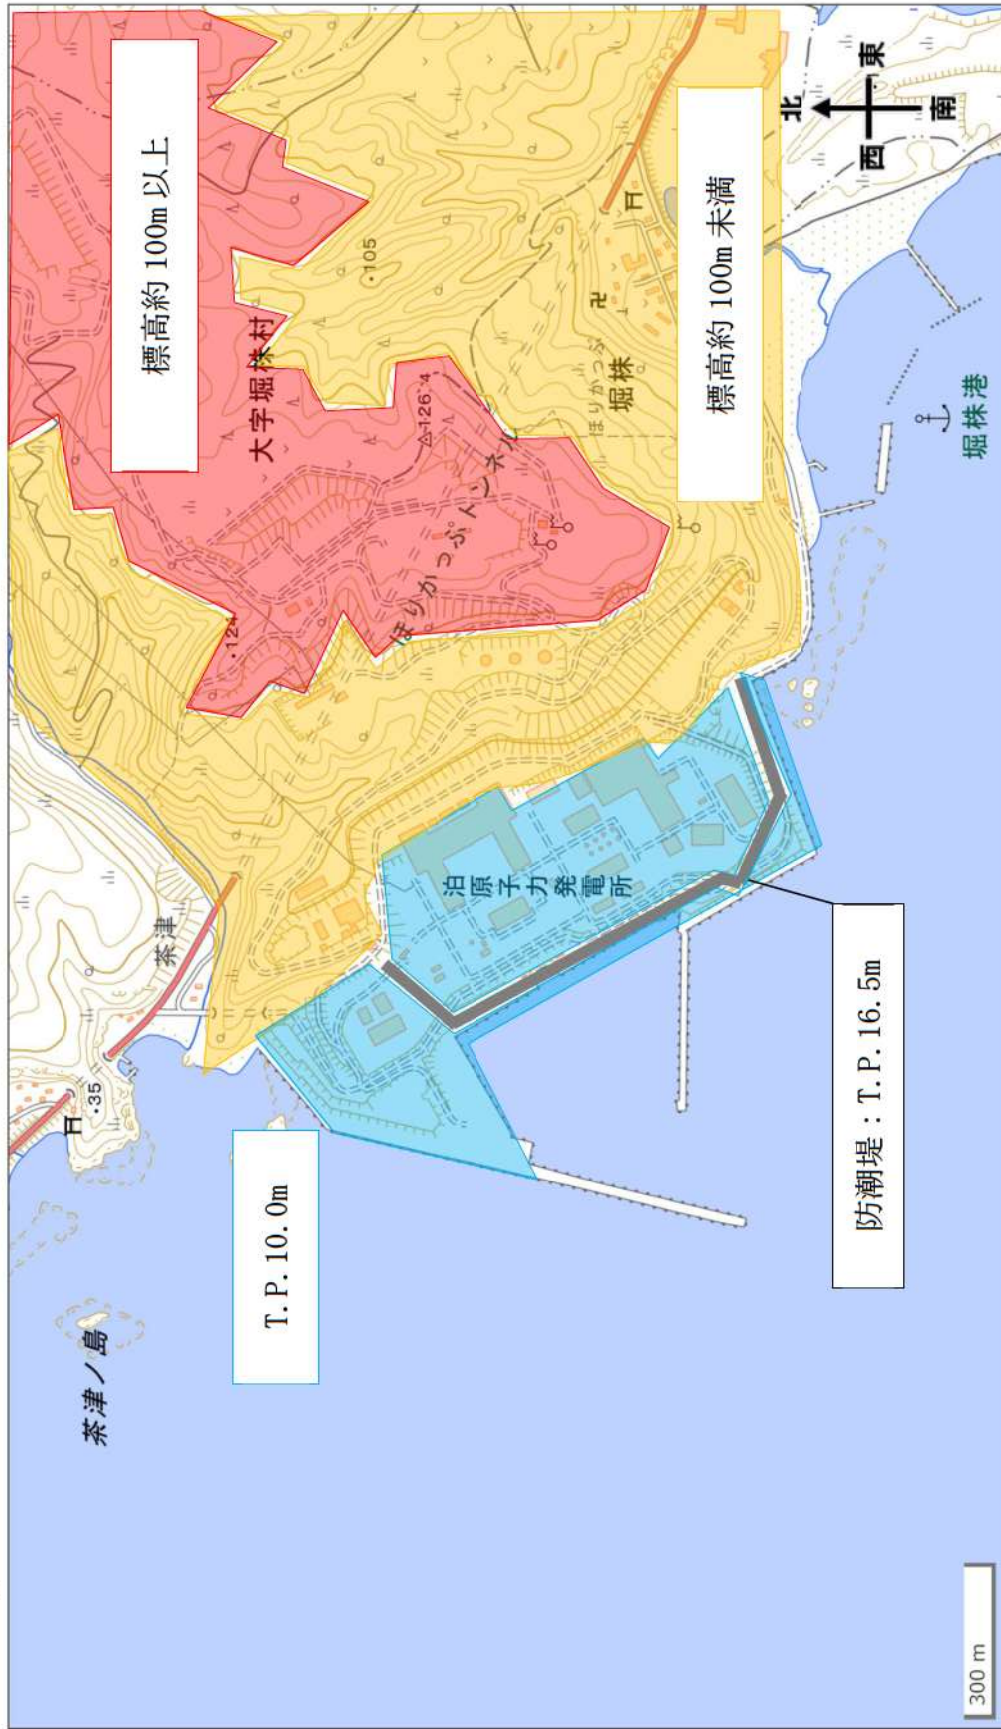 標高約 100m 以上
大字堀株村
・105
△126.4
・124
ほりかっぷトンネル
ほりかっぷ
堀株
標高約 100m 未満
北
西
東
南
堀株港
茶津
・35
茶津ノ島
泊原子力発電所
T.P.10.0m
防潮堤：T.P.16.5m
300 m